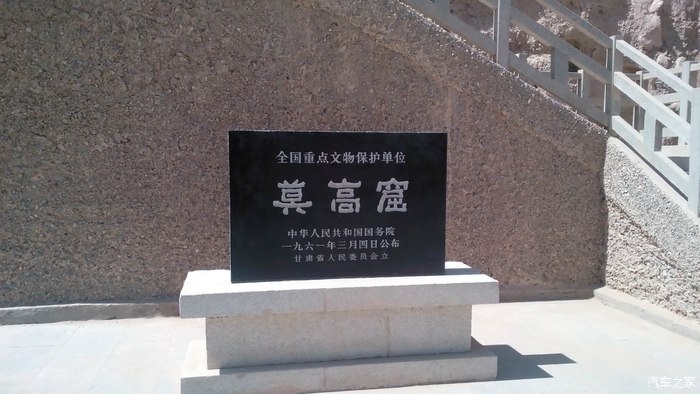 全国重点文物保护单位
莫高窟
中华人民共和国国务院
一九六一年三月四日公布
甘肃省人民委员会立
汽车之家